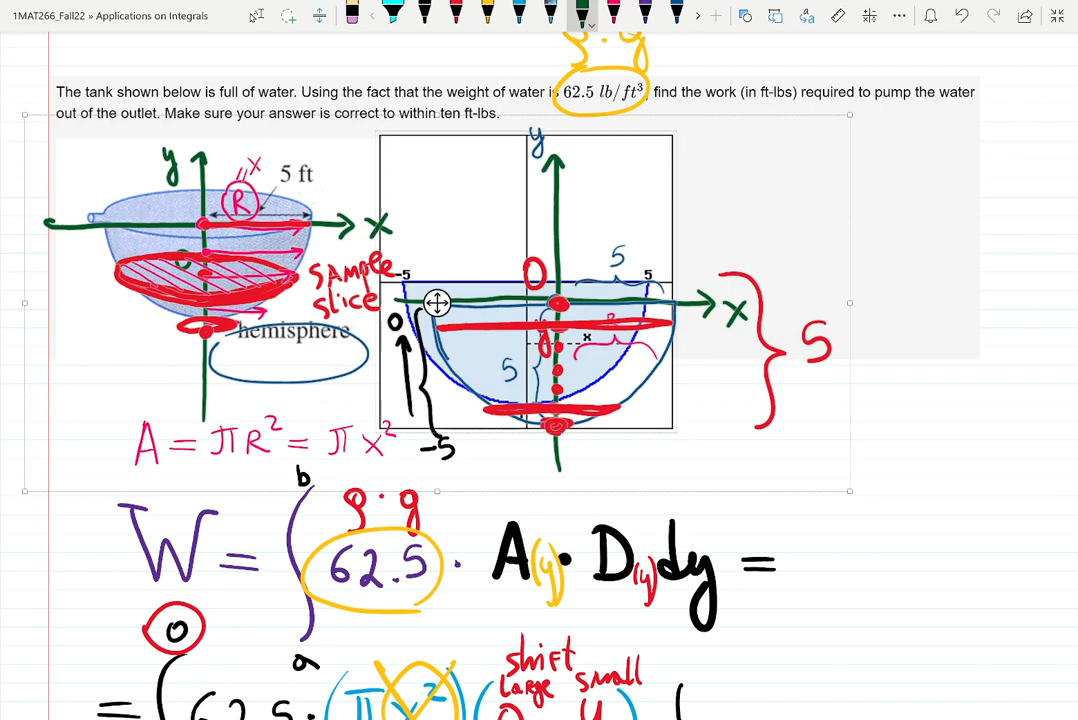 1MAT266_Fall22 » Applications on Integrals
ρ·g
The tank shown below is full of water. Using the fact that the weight of water is 62.5 lb/ft³, find the work (in ft-lbs) required to pump the water
out of the outlet. Make sure your answer is correct to within ten ft-lbs.
y
y
x
R
5 ft
x
5
-5
0
5
x
SAMPLE
slice
0
x
y
5
hemisphere
5
-5
A = πR² = πx²
b
ρ·g
W = ∫ 62.5 · A(y) · D(y) dy =
a
0
shift
large small
= ∫ 62.5 · (π x²) (0 y)